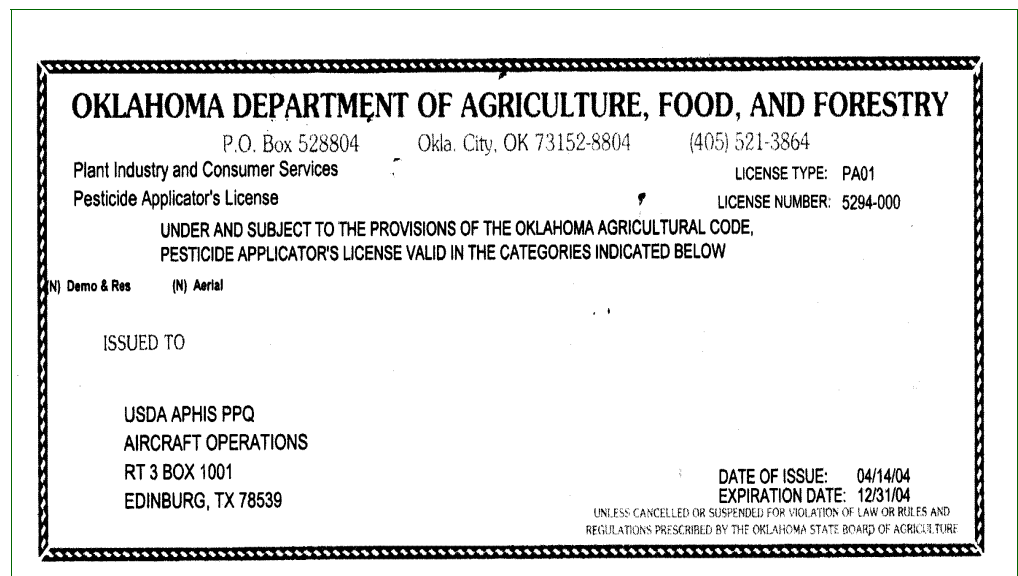 OKLAHOMA DEPARTMENT OF AGRICULTURE, FOOD, AND FORESTRY
P.O. Box 528804 Okla. City, OK 73152-8804 (405) 521-3864
Plant Industry and Consumer Services
LICENSE TYPE: PA01
Pesticide Applicator's License
LICENSE NUMBER: 5294-000
UNDER AND SUBJECT TO THE PROVISIONS OF THE OKLAHOMA AGRICULTURAL CODE,
PESTICIDE APPLICATOR'S LICENSE VALID IN THE CATEGORIES INDICATED BELOW
(N) Demo & Res (N) Aerial
ISSUED TO
USDA APHIS PPQ
AIRCRAFT OPERATIONS
RT 3 BOX 1001
EDINBURG, TX 78539
DATE OF ISSUE: 04/14/04
EXPIRATION DATE: 12/31/04
UNLESS CANCELLED OR SUSPENDED FOR VIOLATION OF LAW OR RULES AND
REGULATIONS PRESCRIBED BY THE OKLAHOMA STATE BOARD OF AGRICULTURE